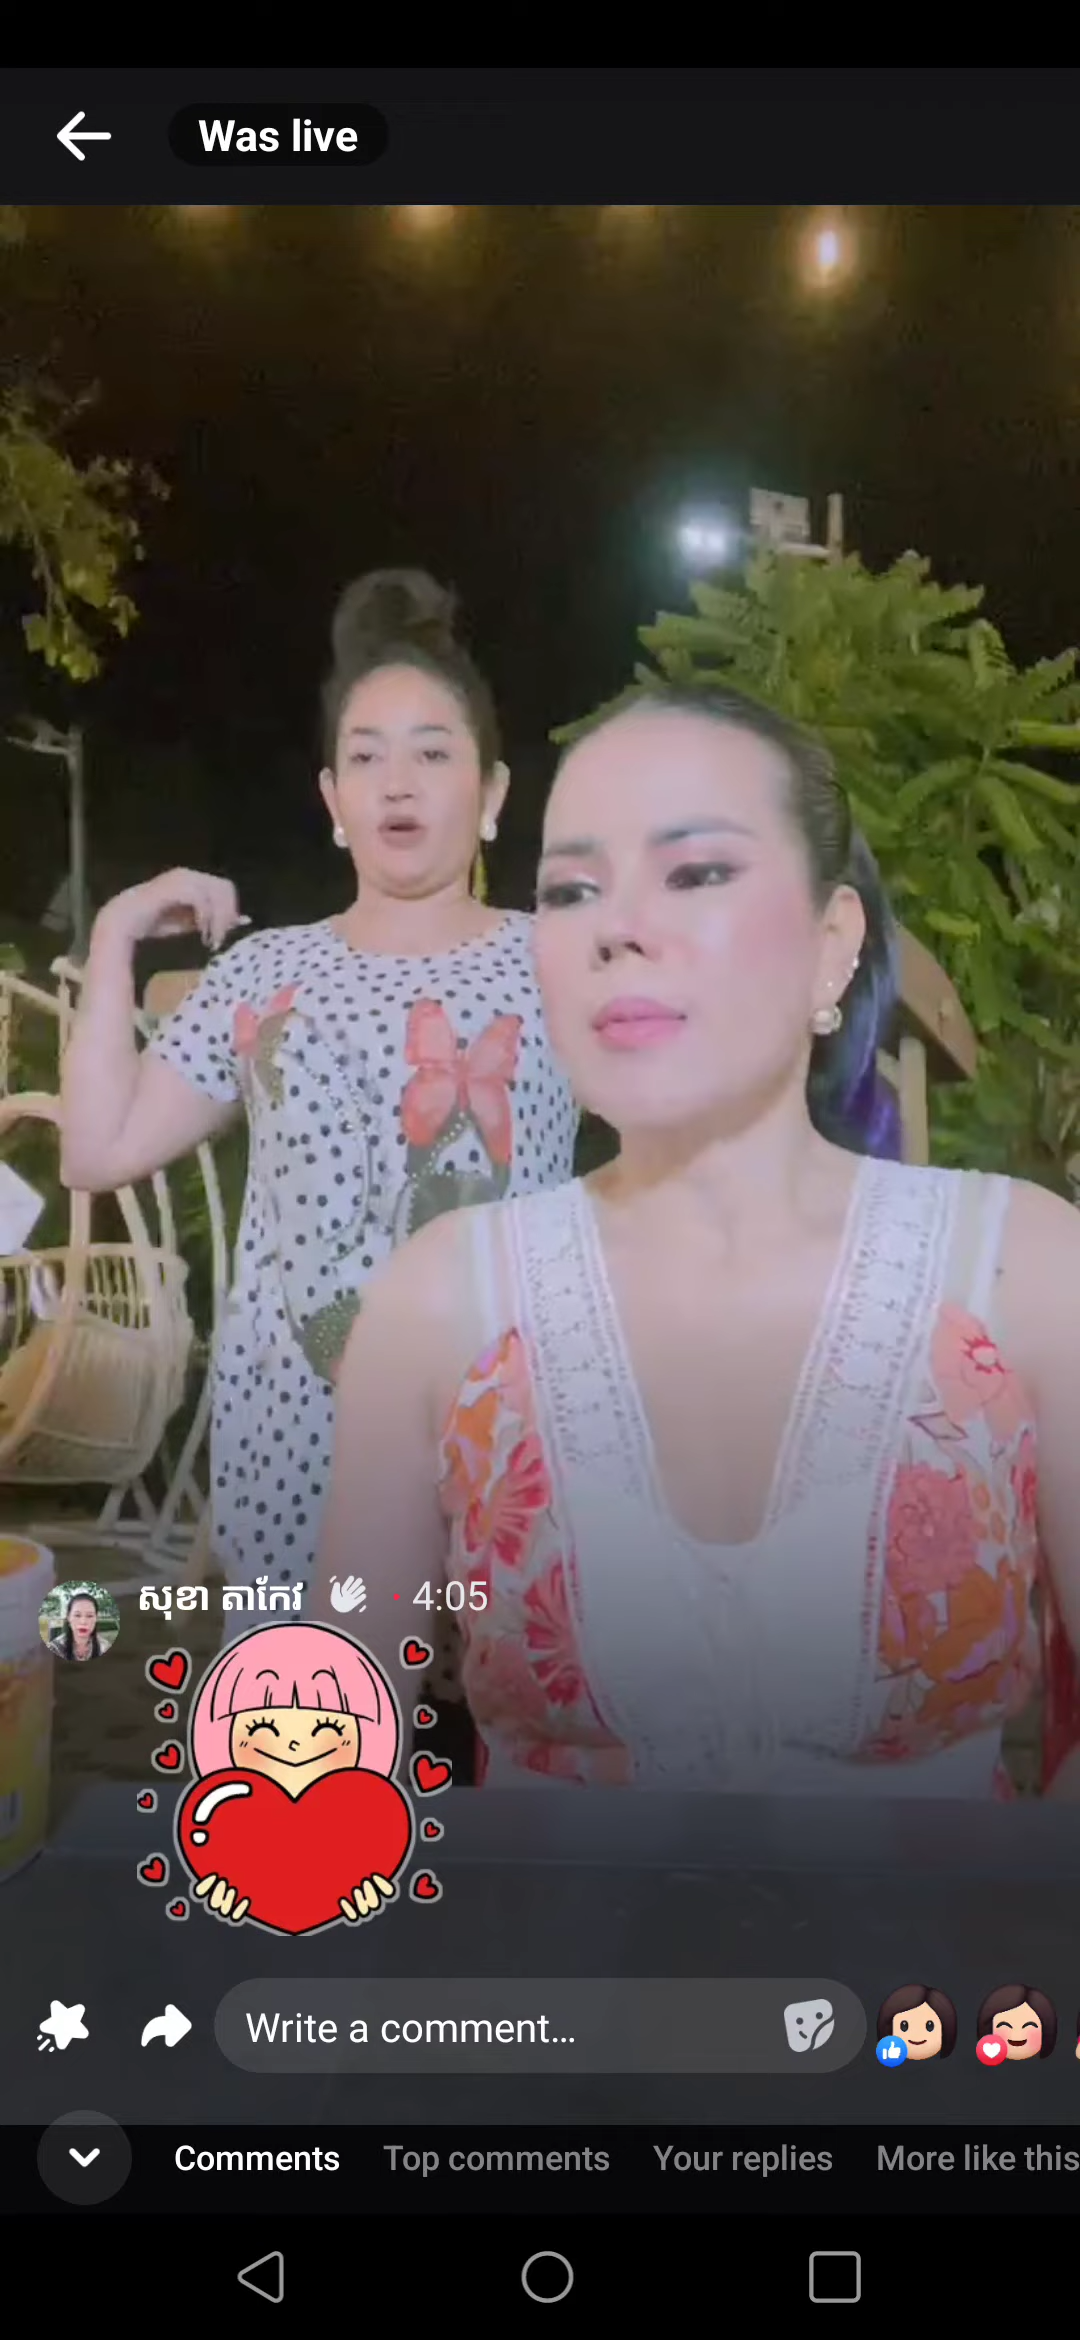 Was live
សុខា តាកែវ 4:05
Write a comment...
Comments Top comments Your replies More like this